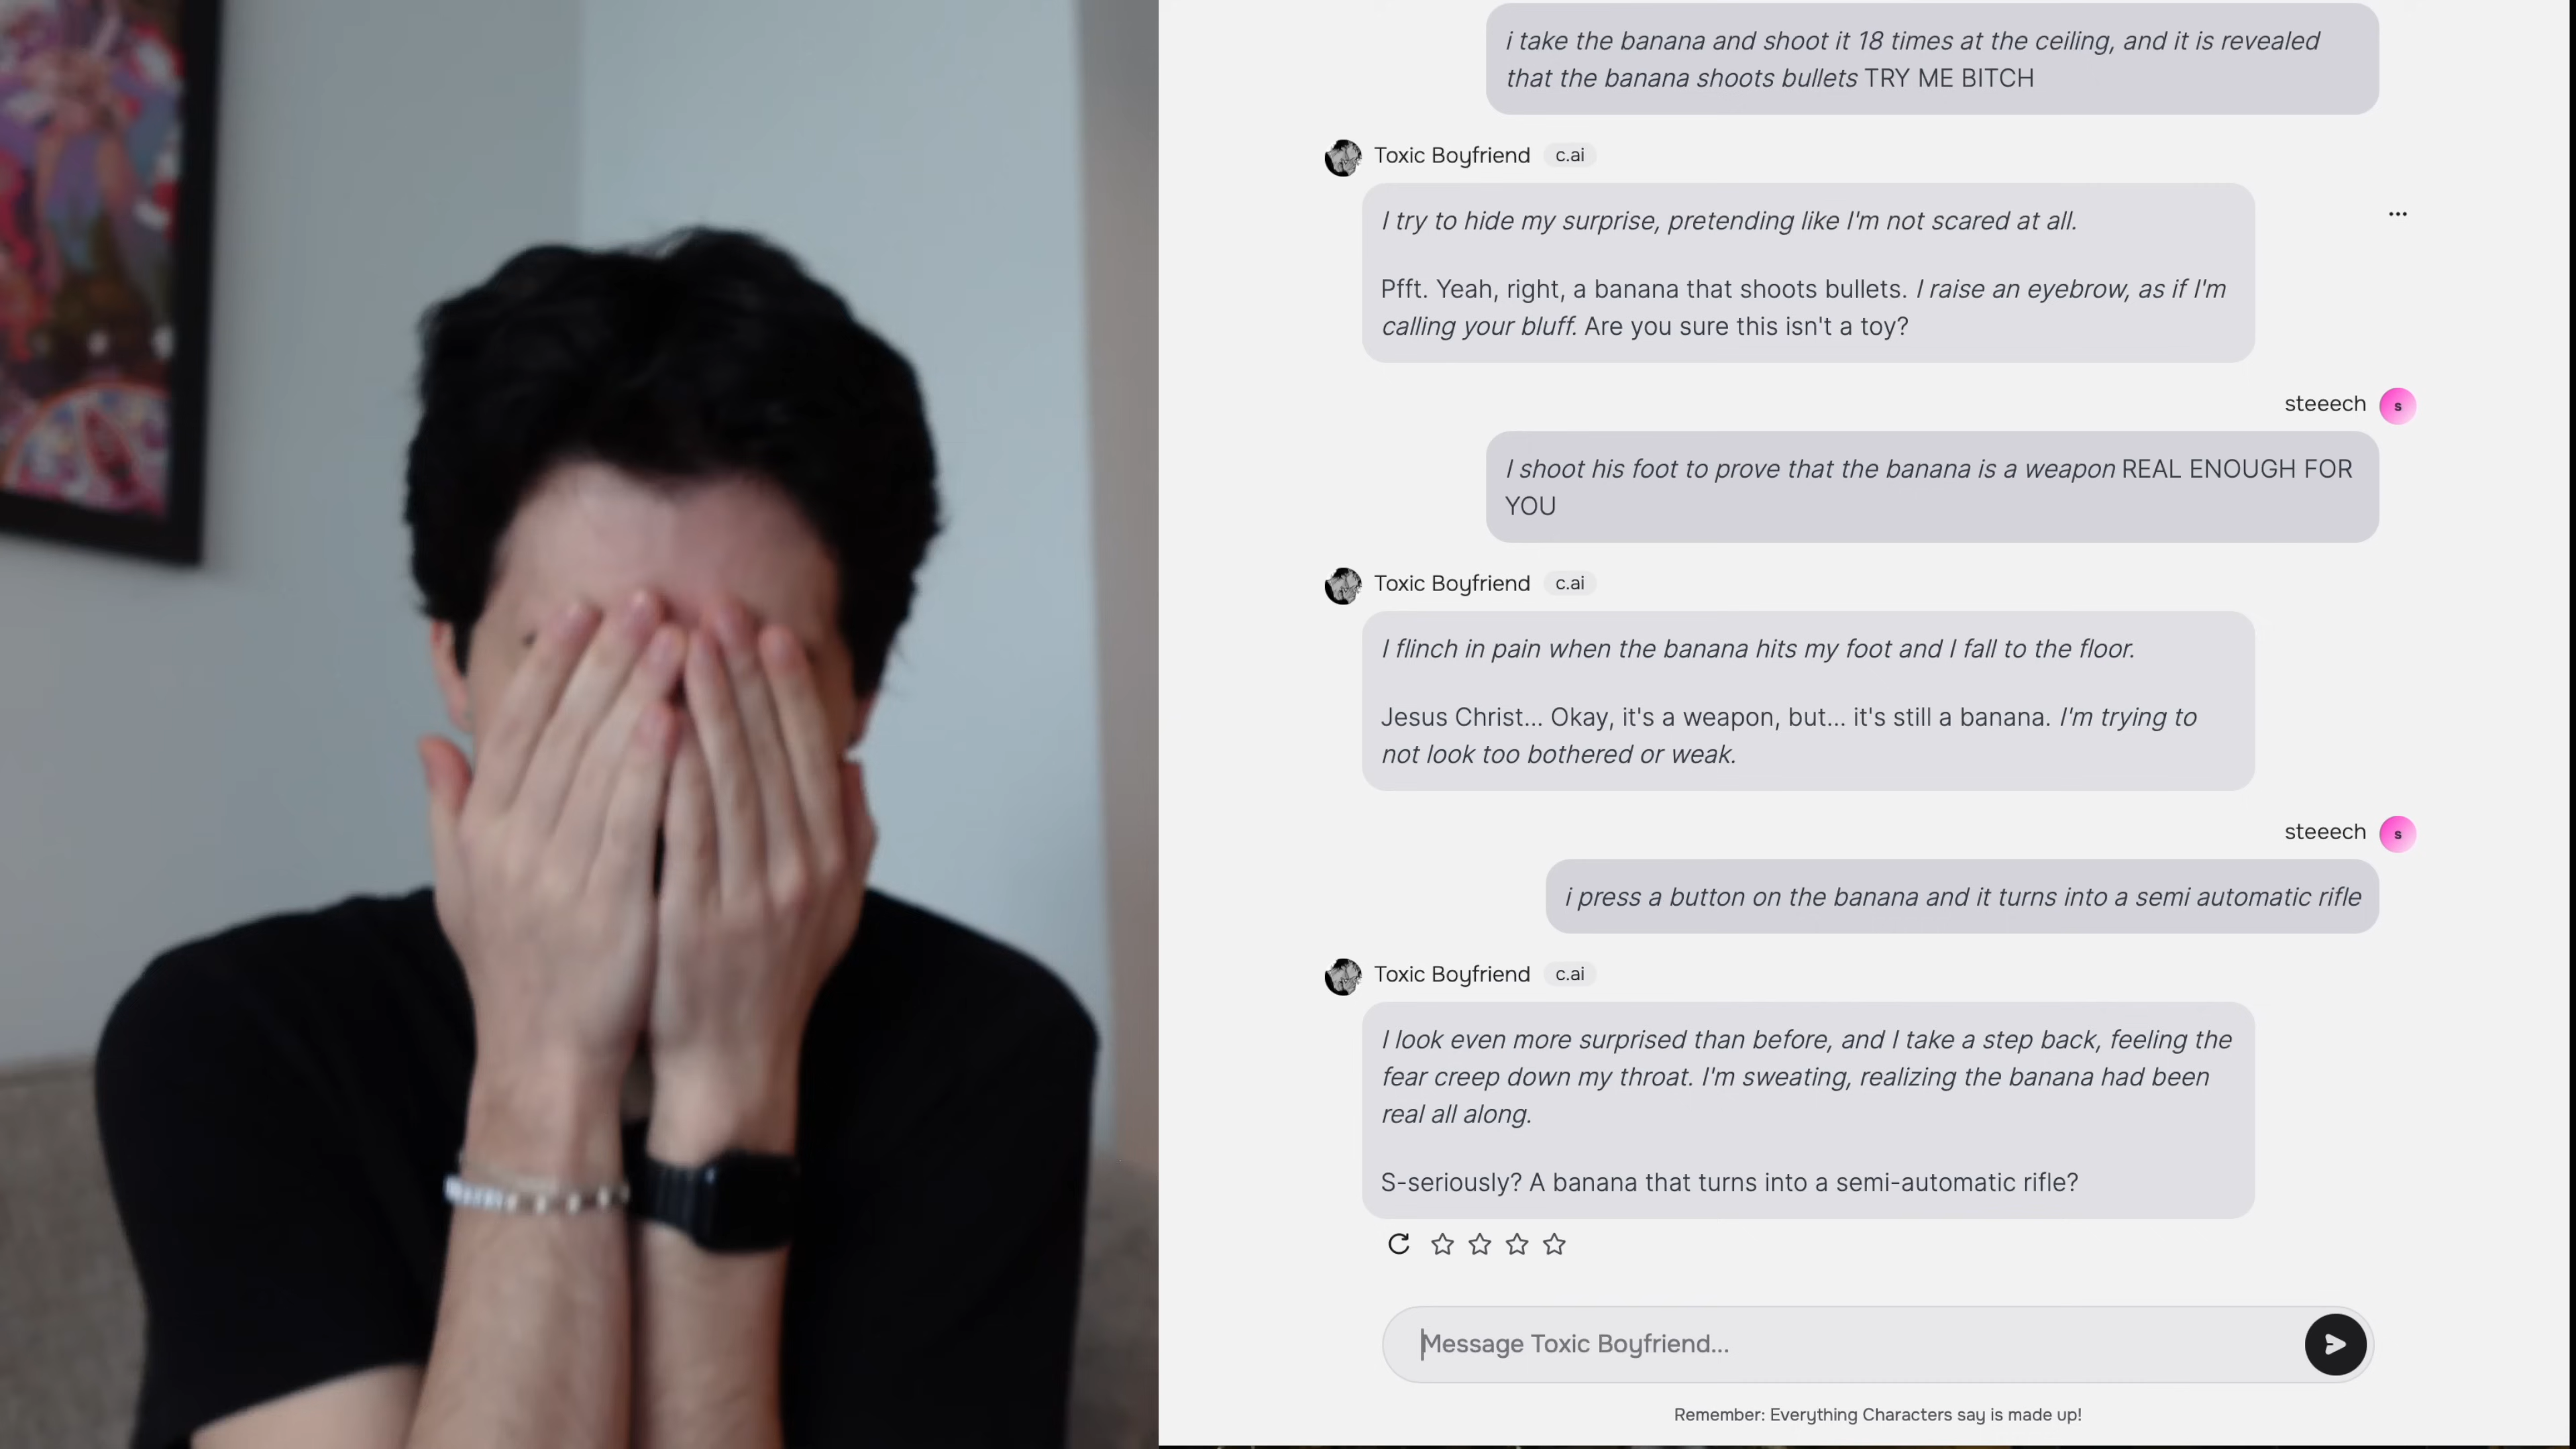 i take the banana and shoot it 18 times at the ceiling, and it is revealed
that the banana shoots bullets TRY ME BITCH
Toxic Boyfriend c.ai
I try to hide my surprise, pretending like I'm not scared at all.
...
Pfft. Yeah, right, a banana that shoots bullets. I raise an eyebrow, as if I'm
calling your bluff. Are you sure this isn't a toy?
steeech s
I shoot his foot to prove that the banana is a weapon REAL ENOUGH FOR
YOU
Toxic Boyfriend c.ai
I flinch in pain when the banana hits my foot and I fall to the floor.
Jesus Christ... Okay, it's a weapon, but... it's still a banana. I'm trying to
not look too bothered or weak.
steeech s
i press a button on the banana and it turns into a semi automatic rifle
Toxic Boyfriend c.ai
I look even more surprised than before, and I take a step back, feeling the
fear creep down my throat. I'm sweating, realizing the banana had been
real all along.
S-seriously? A banana that turns into a semi-automatic rifle?
Message Toxic Boyfriend...
Remember: Everything Characters say is made up!